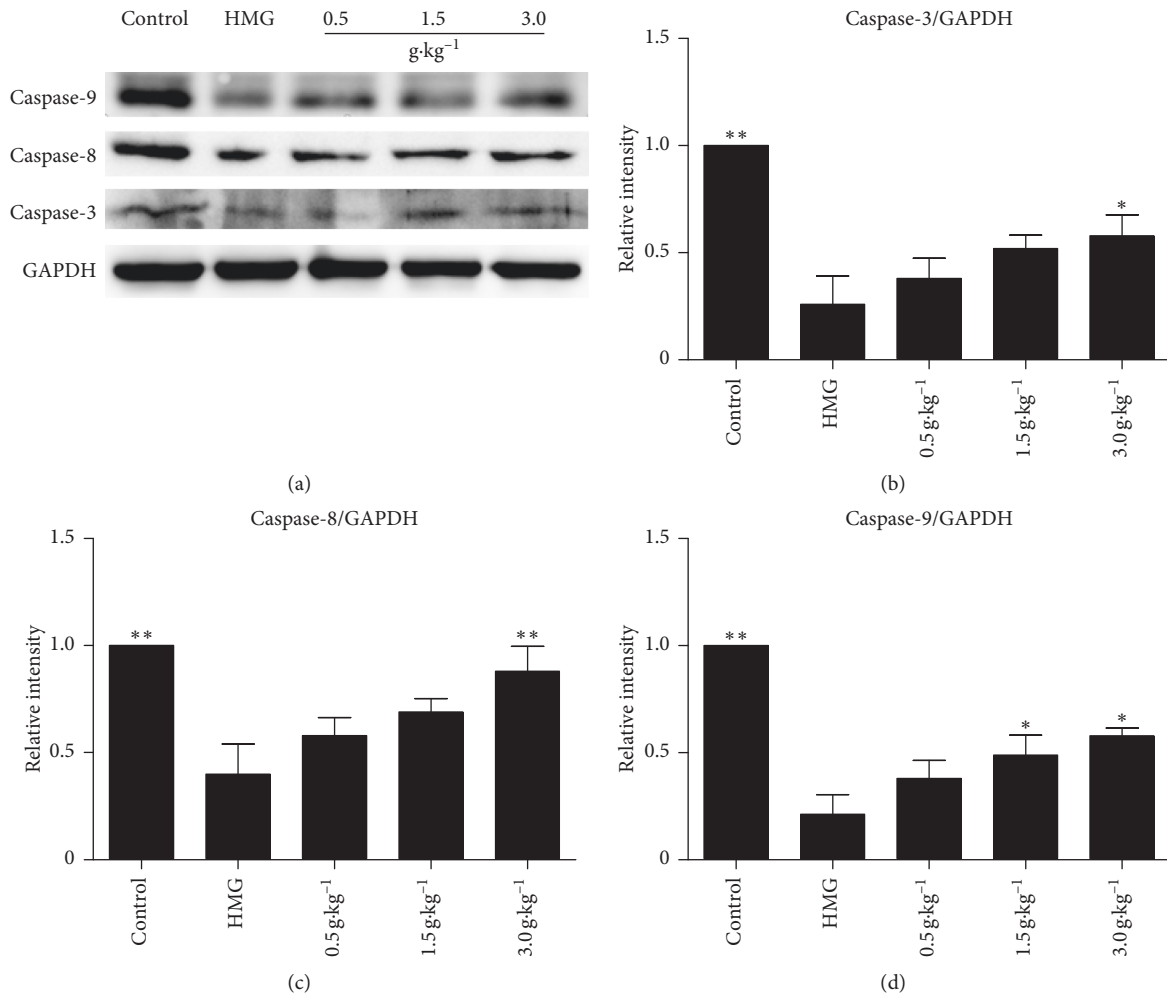 Control HMG 0.5 1.5 3.0
g·kg⁻¹
Caspase-9
Caspase-8
Caspase-3
GAPDH
(a)
Caspase-3/GAPDH
Relative intensity
1.5
1.0
0.5
0
**
*
Control
HMG
0.5 g·kg⁻¹
1.5 g·kg⁻¹
3.0 g·kg⁻¹
(b)
Caspase-8/GAPDH
Relative intensity
1.5
1.0
0.5
0
**
**
Control
HMG
0.5 g·kg⁻¹
1.5 g·kg⁻¹
3.0 g·kg⁻¹
(c)
Caspase-9/GAPDH
Relative intensity
1.5
1.0
0.5
0
**
*
*
Control
HMG
0.5 g·kg⁻¹
1.5 g·kg⁻¹
3.0 g·kg⁻¹
(d)